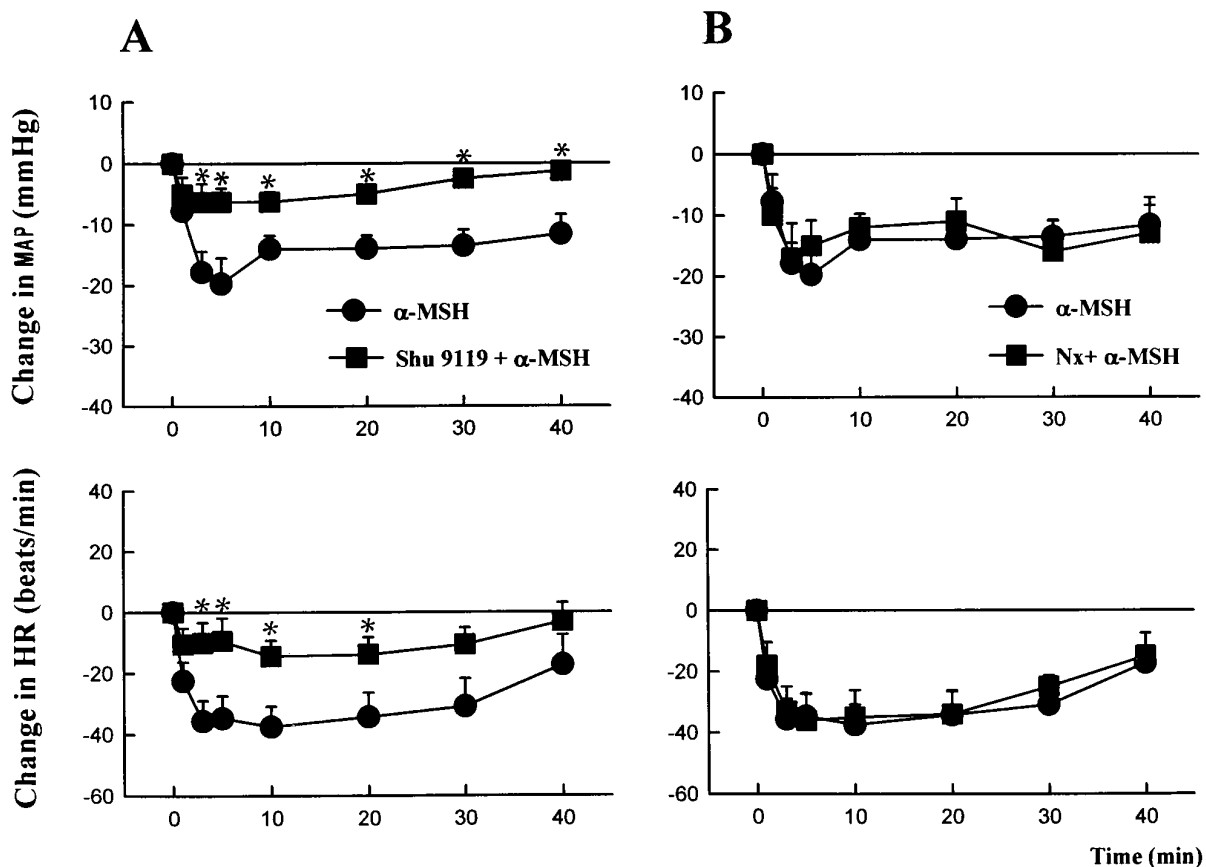 A
B
Change in MAP (mmHg)
10
0
-10
-20
-30
-40
* * * * * *
α-MSH
Shu 9119 + α-MSH
0 10 20 30 40
10
0
-10
-20
-30
-40
α-MSH
Nx+ α-MSH
0 10 20 30 40
Change in HR (beats/min)
40
20
0
-20
-40
-60
* * * *
0 10 20 30 40
40
20
0
-20
-40
-60
0 10 20 30 40
Time (min)